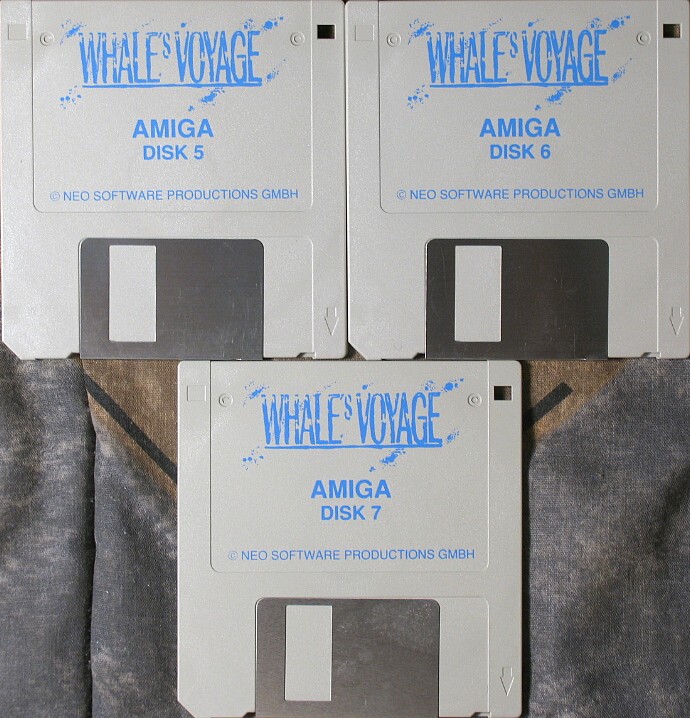 WHALE'S VOYAGE
AMIGA
DISK 5
© NEO SOFTWARE PRODUCTIONS GMBH
WHALE'S VOYAGE
AMIGA
DISK 6
© NEO SOFTWARE PRODUCTIONS GMBH
WHALE'S VOYAGE
AMIGA
DISK 7
© NEO SOFTWARE PRODUCTIONS GMBH